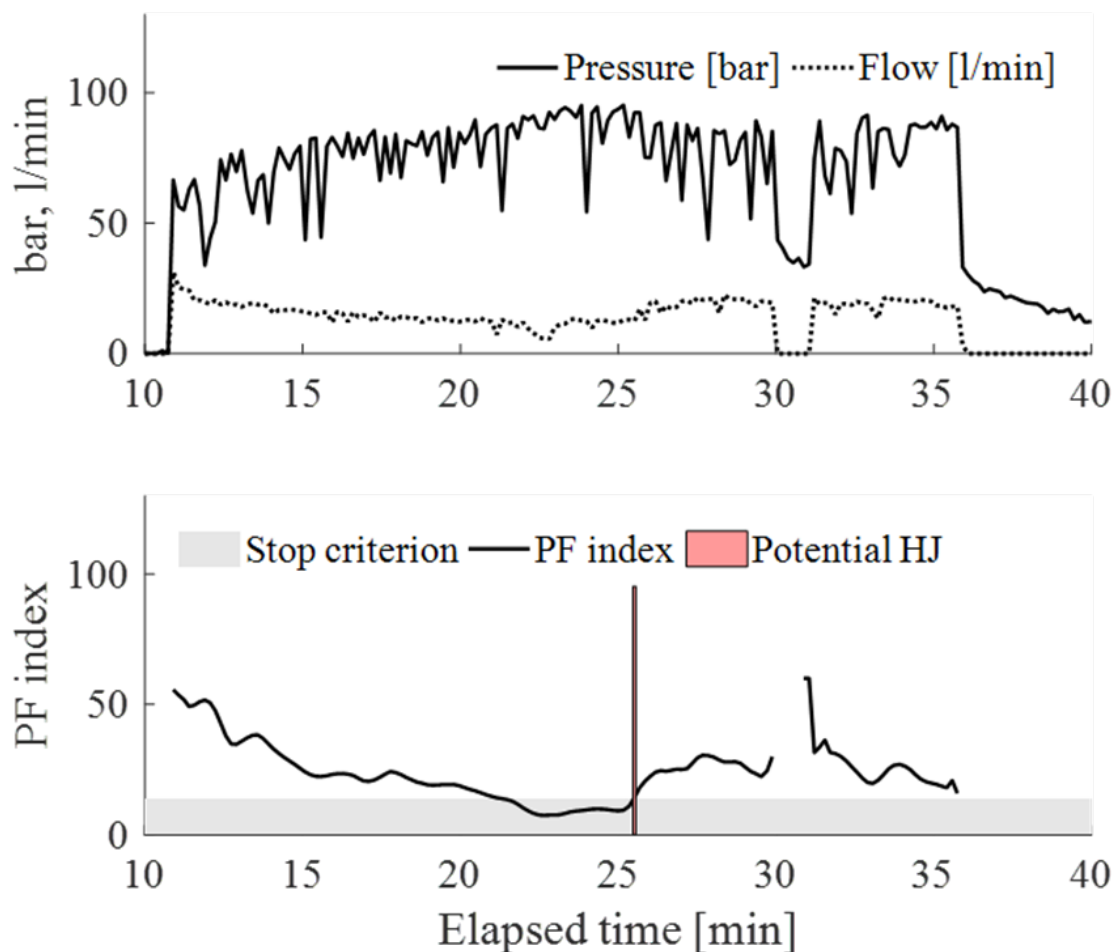 Pressure [bar] Flow [l/min]
100
50
0
bar, l/min
10 15 20 25 30 35 40
Stop criterion PF index Potential HJ
100
50
0
PF index
10 15 20 25 30 35 40
Elapsed time [min]